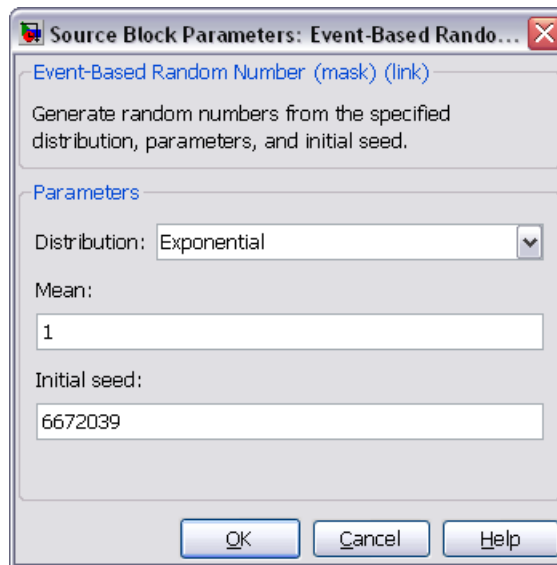 Source Block Parameters: Event-Based Rando...
Event-Based Random Number (mask) (link)
Generate random numbers from the specified
distribution, parameters, and initial seed.
Parameters
Distribution: Exponential
Mean:
1
Initial seed:
6672039
OK Cancel Help